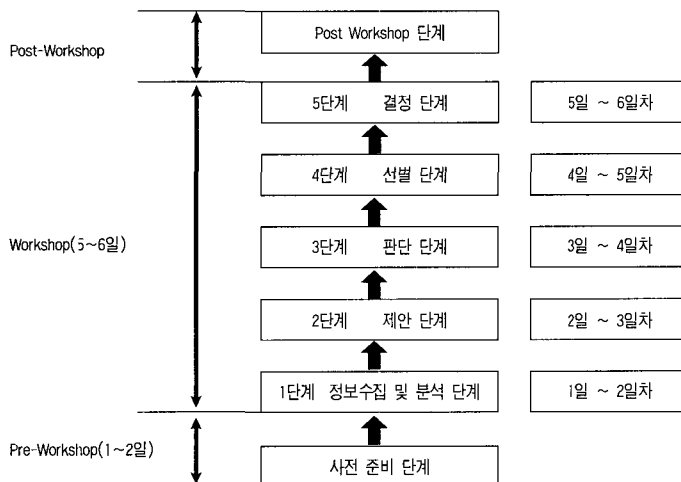 Post Workshop 단계
Post-Workshop
5단계 결정 단계 5일 ~ 6일차
4단계 선별 단계 4일 ~ 5일차
Workshop(5~6일) 3단계 판단 단계 3일 ~ 4일차
2단계 제안 단계 2일 ~ 3일차
1단계 정보수집 및 분석 단계 1일 ~ 2일차
Pre-Workshop(1~2일)
사전 준비 단계